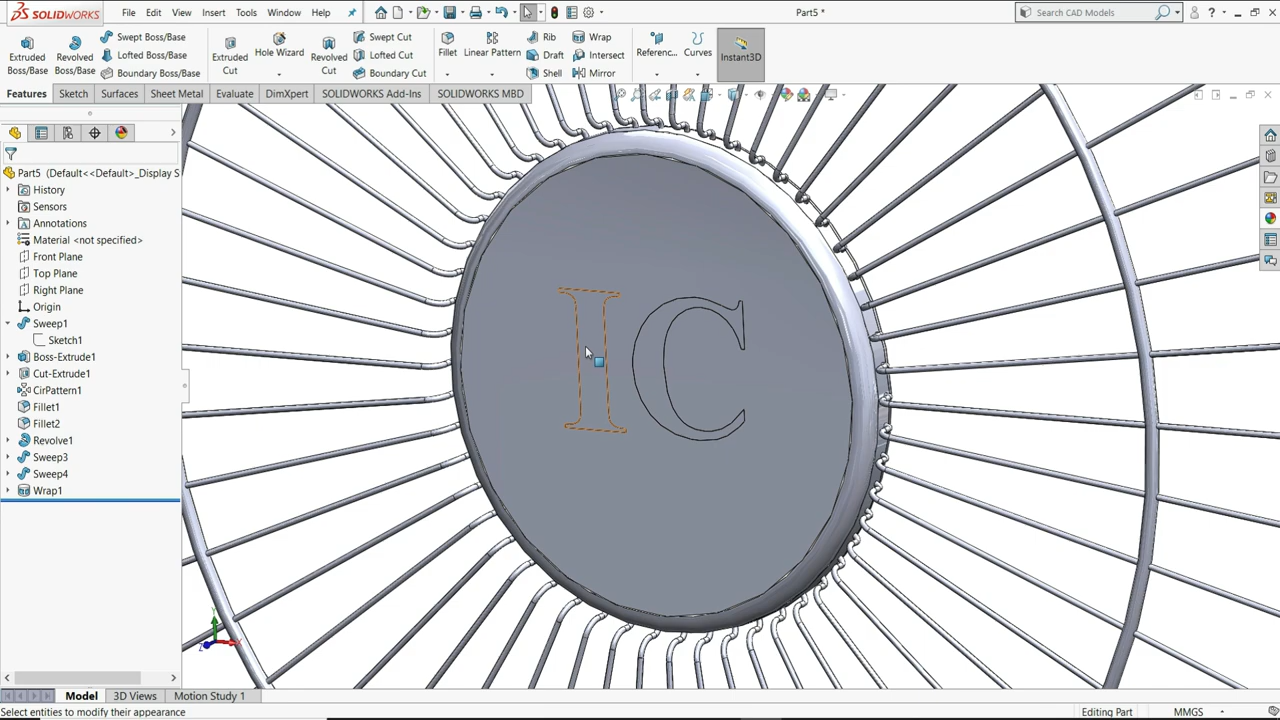 SOLIDWORKS
File
Edit
View
Insert
Tools
Window
Help
Part5 *
Search CAD Models
Extruded Boss/Base
Revolved Boss/Base
Swept Boss/Base
Lofted Boss/Base
Boundary Boss/Base
Extruded Cut
Hole Wizard
Revolved Cut
Swept Cut
Lofted Cut
Boundary Cut
Fillet
Linear Pattern
Rib
Draft
Shell
Wrap
Intersect
Mirror
Referenc...
Curves
Instant3D
Features
Sketch
Surfaces
Sheet Metal
Evaluate
DimXpert
SOLIDWORKS Add-Ins
SOLIDWORKS MBD
Part5 (Default<<Default>_Display S
History
Sensors
Annotations
Material <not specified>
Front Plane
Top Plane
Right Plane
Origin
Sweep1
Sketch1
Boss-Extrude1
Cut-Extrude1
CirPattern1
Fillet1
Fillet2
Revolve1
Sweep3
Sweep4
Wrap1
IC
Model
3D Views
Motion Study 1
Select entities to modify their appearance
Editing Part
MMGS